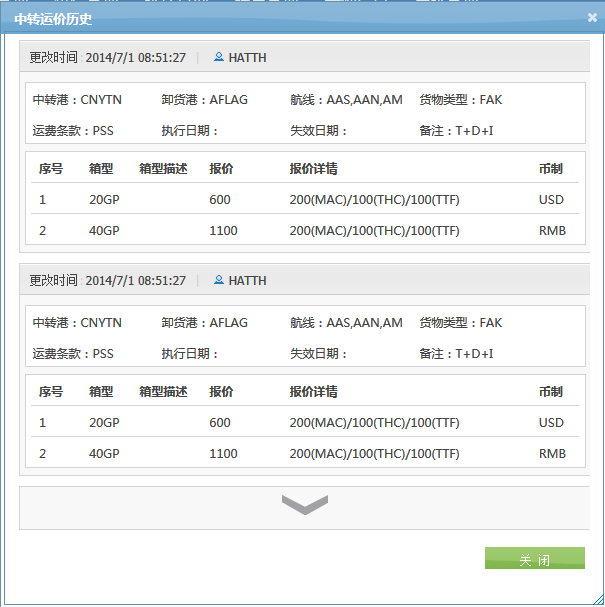 中转运价历史
更改时间 2014/7/1 08:51:27 | HATTH
中转港：CNYTN 卸货港：AFLAG 航线：AAS,AAN,AM 货物类型：FAK
运费条款：PSS 执行日期： 失效日期： 备注：T+D+I
序号 箱型 箱型描述 报价 报价详情 币制
1 20GP 600 200(MAC)/100(THC)/100(TTF) USD
2 40GP 1100 200(MAC)/100(THC)/100(TTF) RMB
更改时间 2014/7/1 08:51:27 | HATTH
中转港：CNYTN 卸货港：AFLAG 航线：AAS,AAN,AM 货物类型：FAK
运费条款：PSS 执行日期： 失效日期： 备注：T+D+I
序号 箱型 箱型描述 报价 报价详情 币制
1 20GP 600 200(MAC)/100(THC)/100(TTF) USD
2 40GP 1100 200(MAC)/100(THC)/100(TTF) RMB
关 闭